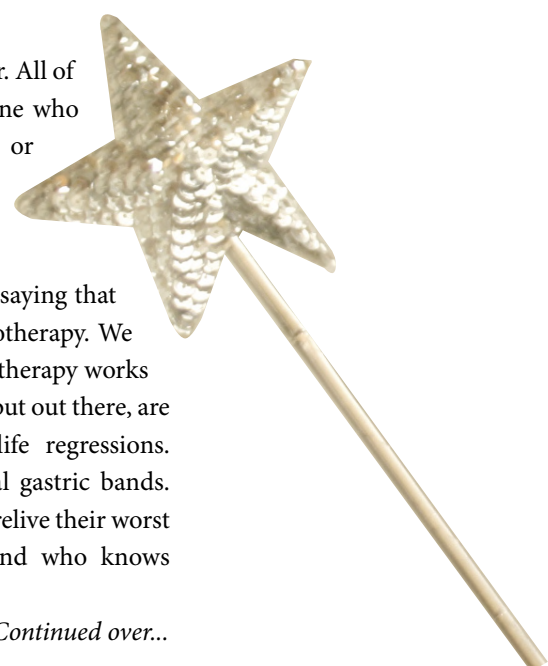 r. All of
ne who
or
saying that
otherapy. We
therapy works
out out there, are
life regressions.
l gastric bands.
relive their worst
nd who knows
Continued over...